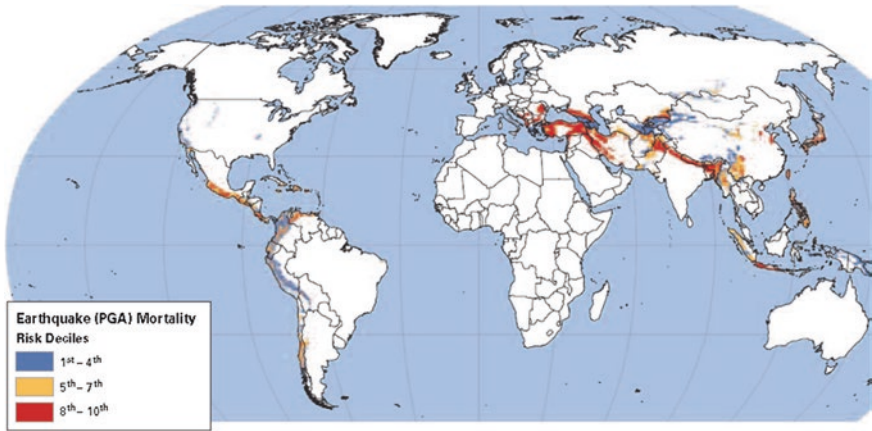 Earthquake (PGA) Mortality
Risk Deciles
1st – 4th
5th – 7th
8th – 10th